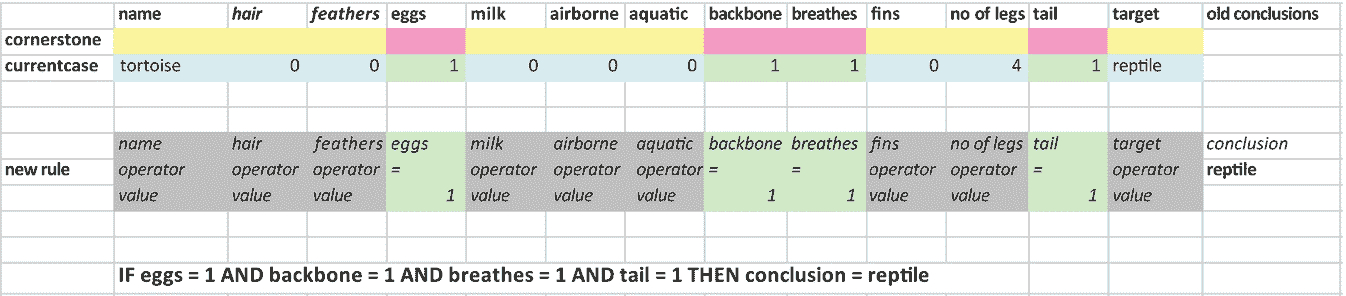 name hair feathers eggs milk airborne aquatic backbone breathes fins no of legs tail target old conclusions
cornerstone
currentcase tortoise 0 0 1 0 0 0 1 1 0 4 1 reptile
name hair feathers eggs milk airborne aquatic backbone breathes fins no of legs tail target conclusion
new rule operator operator operator = operator operator operator = = operator operator = operator reptile
value value value 1 value value value 1 1 value value 1 value
IF eggs = 1 AND backbone = 1 AND breathes = 1 AND tail = 1 THEN conclusion = reptile